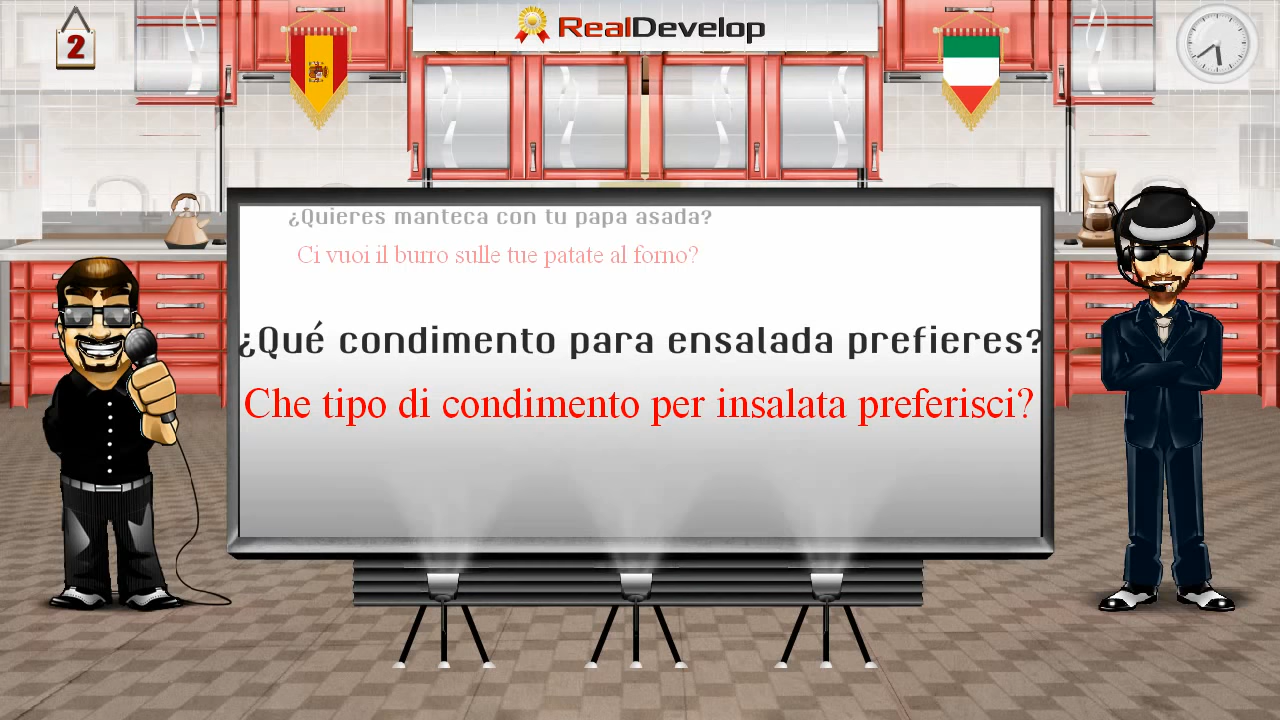 2
RealDevelop
¿Quieres manteca con tu papa asada?
Ci vuoi il burro sulle tue patate al forno?
¿Qué condimento para ensalada prefieres?
Che tipo di condimento per insalata preferisci?